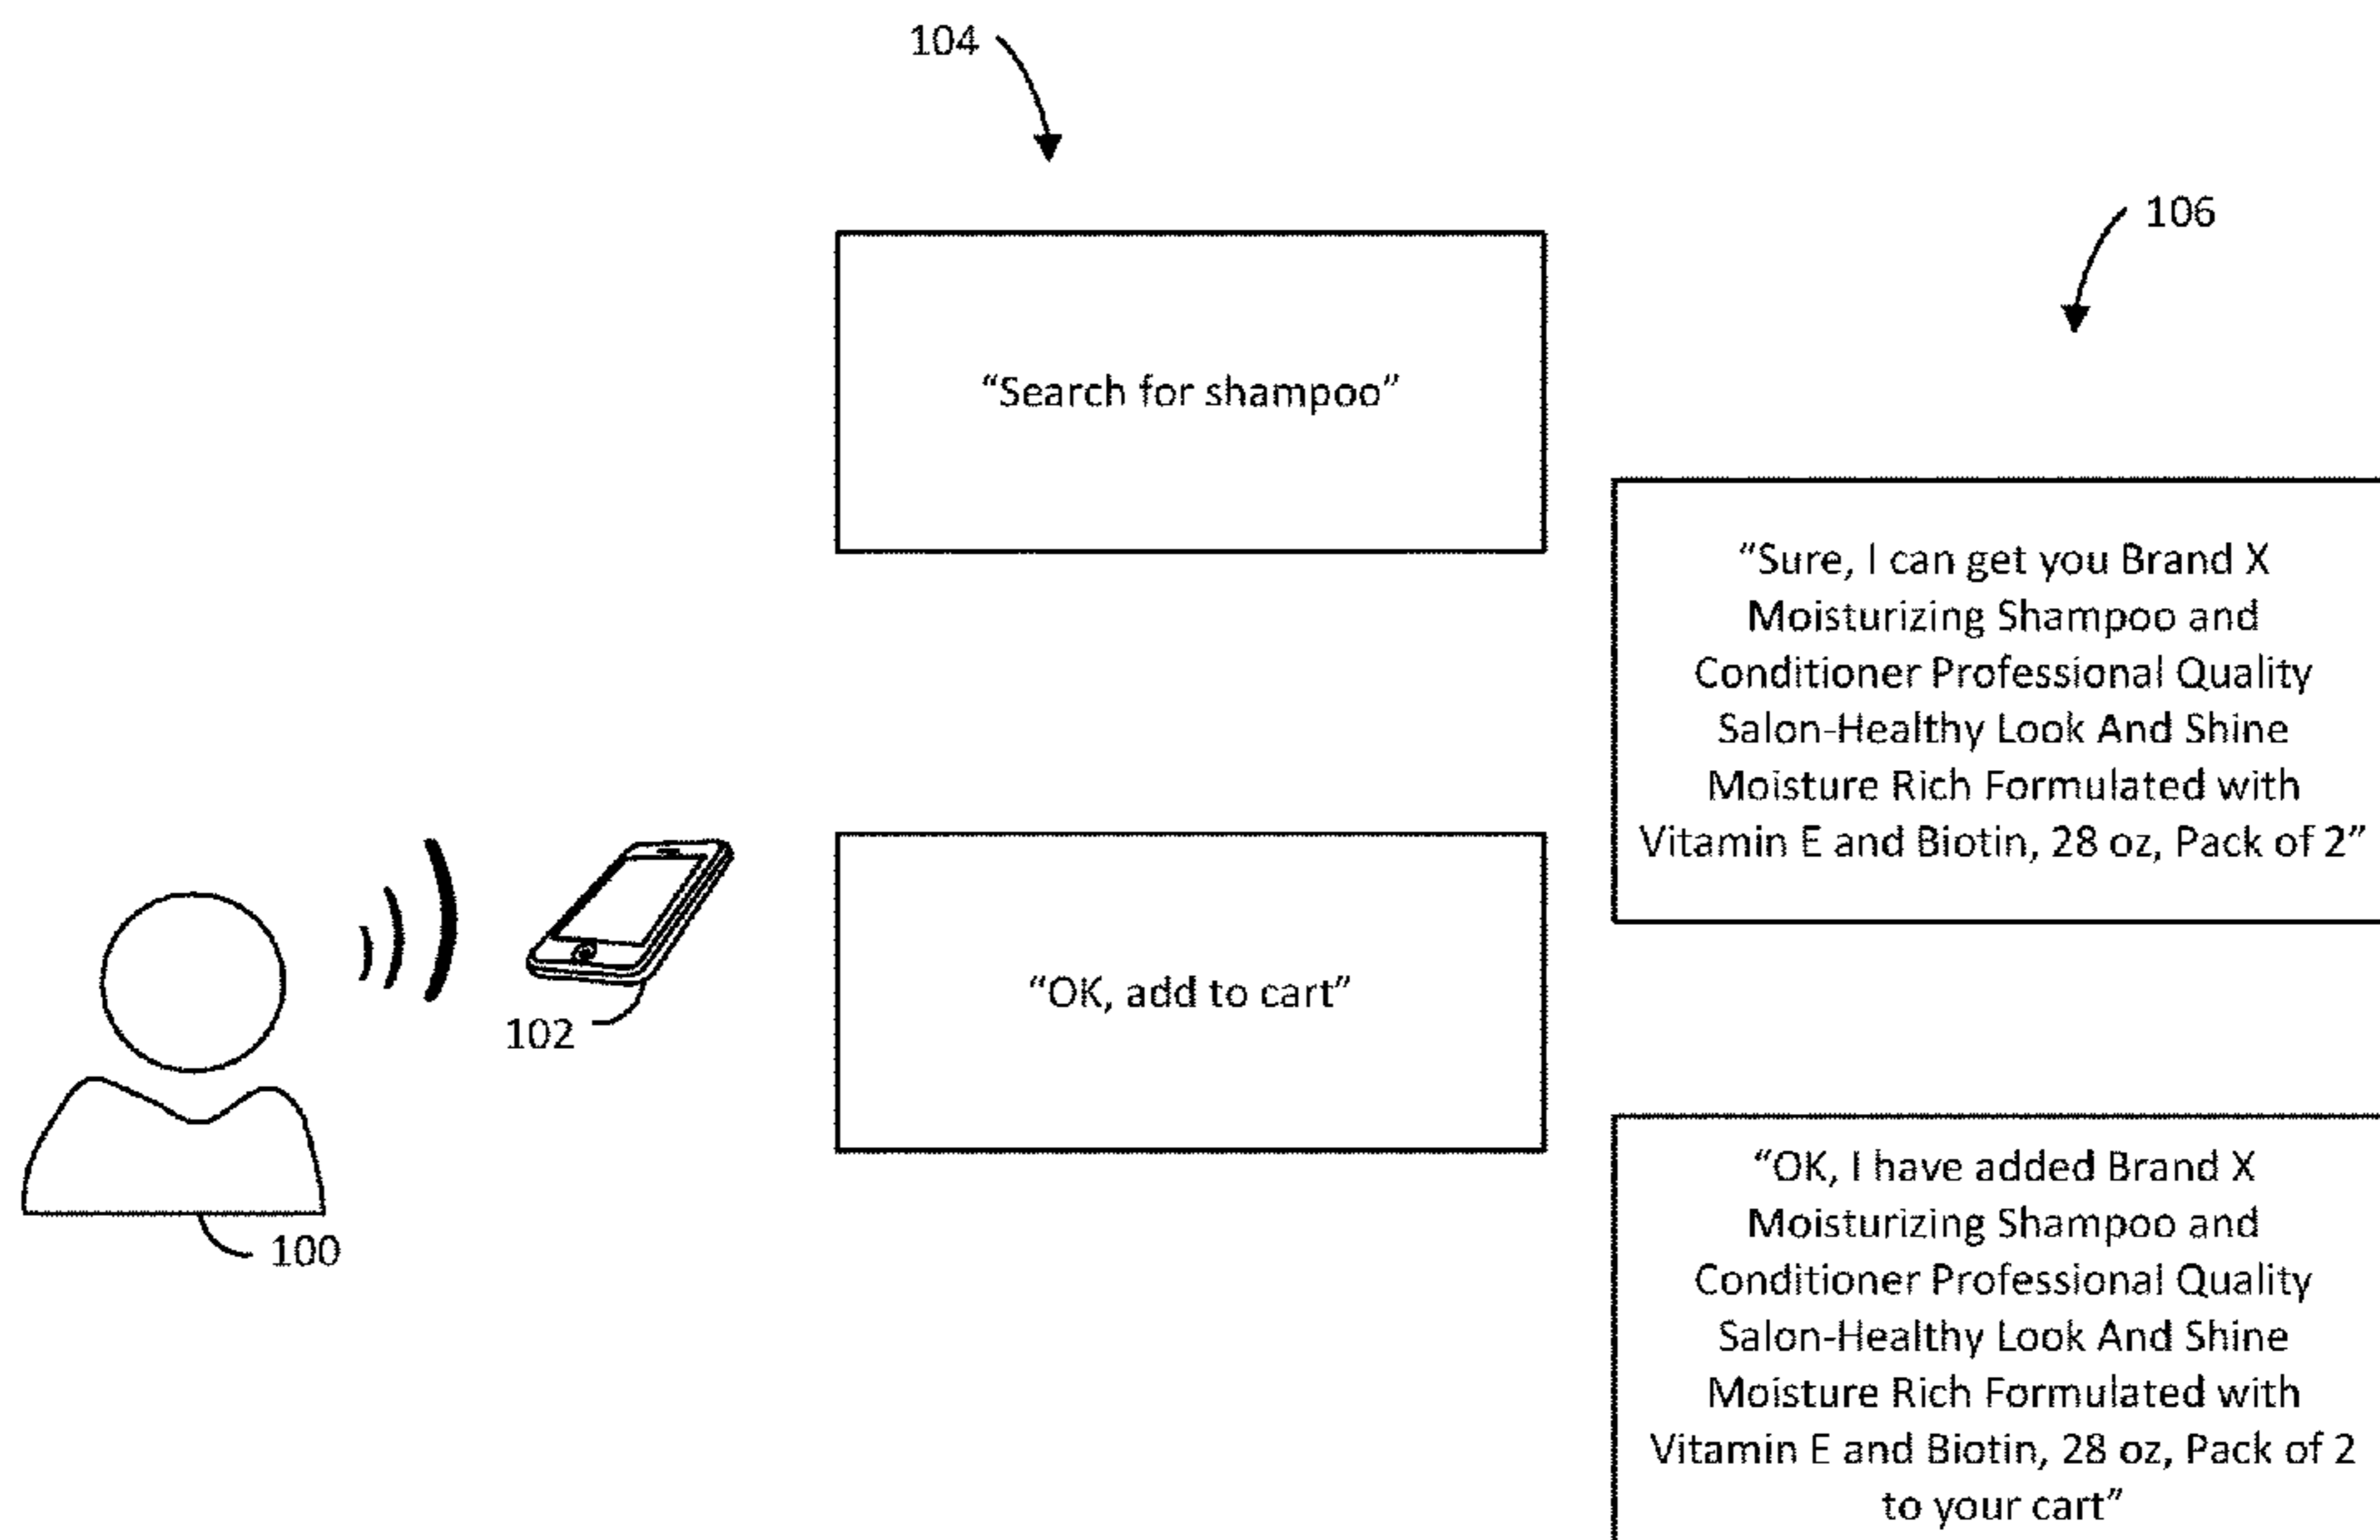 104
106
“Search for shampoo”
“Sure, I can get you Brand X
Moisturizing Shampoo and
Conditioner Professional Quality
Salon-Healthy Look And Shine
Moisture Rich Formulated with
Vitamin E and Biotin, 28 oz, Pack of 2”
“OK, add to cart”
102
100
“OK, I have added Brand X
Moisturizing Shampoo and
Conditioner Professional Quality
Salon-Healthy Look And Shine
Moisture Rich Formulated with
Vitamin E and Biotin, 28 oz, Pack of 2
to your cart”